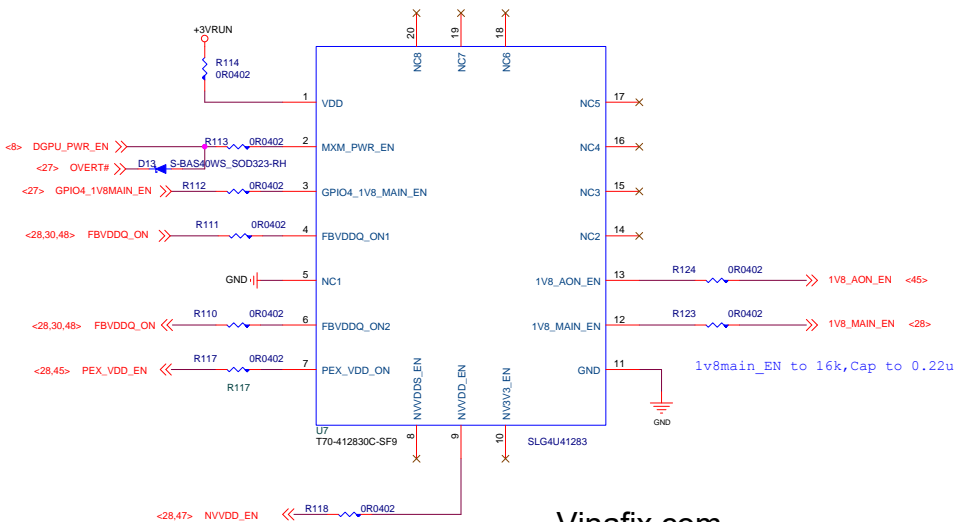 20
19
18
+3VRUN
R114
0R0402
NC8
NC7
NC6
1
VDD
NC5
17
<8> DGPU_PWR_EN
R113
0R0402
2
MXM_PWR_EN
NC4
16
<27> OVERT#
D13
S-BAS40WS_SOD323-RH
<27> GPIO4_1V8MAIN_EN
R112
0R0402
3
GPIO4_1V8_MAIN_EN
NC3
15
<28,30,48> FBVDDQ_ON
R111
0R0402
4
FBVDDQ_ON1
NC2
14
GND
5
NC1
1V8_AON_EN
13
R124
0R0402
1V8_AON_EN <45>
<28,30,48> FBVDDQ_ON
R110
0R0402
6
FBVDDQ_ON2
1V8_MAIN_EN
12
R123
0R0402
1V8_MAIN_EN <28>
<28,45> PEX_VDD_EN
R117
0R0402
7
PEX_VDD_ON
GND
11
1v8main_EN to 16k,Cap to 0.22u
R117
NVVDDS_EN
NVVDD_EN
NV3V3_EN
GND
U7
T70-412830C-SF9
8
9
10
SLG4U41283
<28,47> NVVDD_EN
R118
0R0402
Vinafix.com